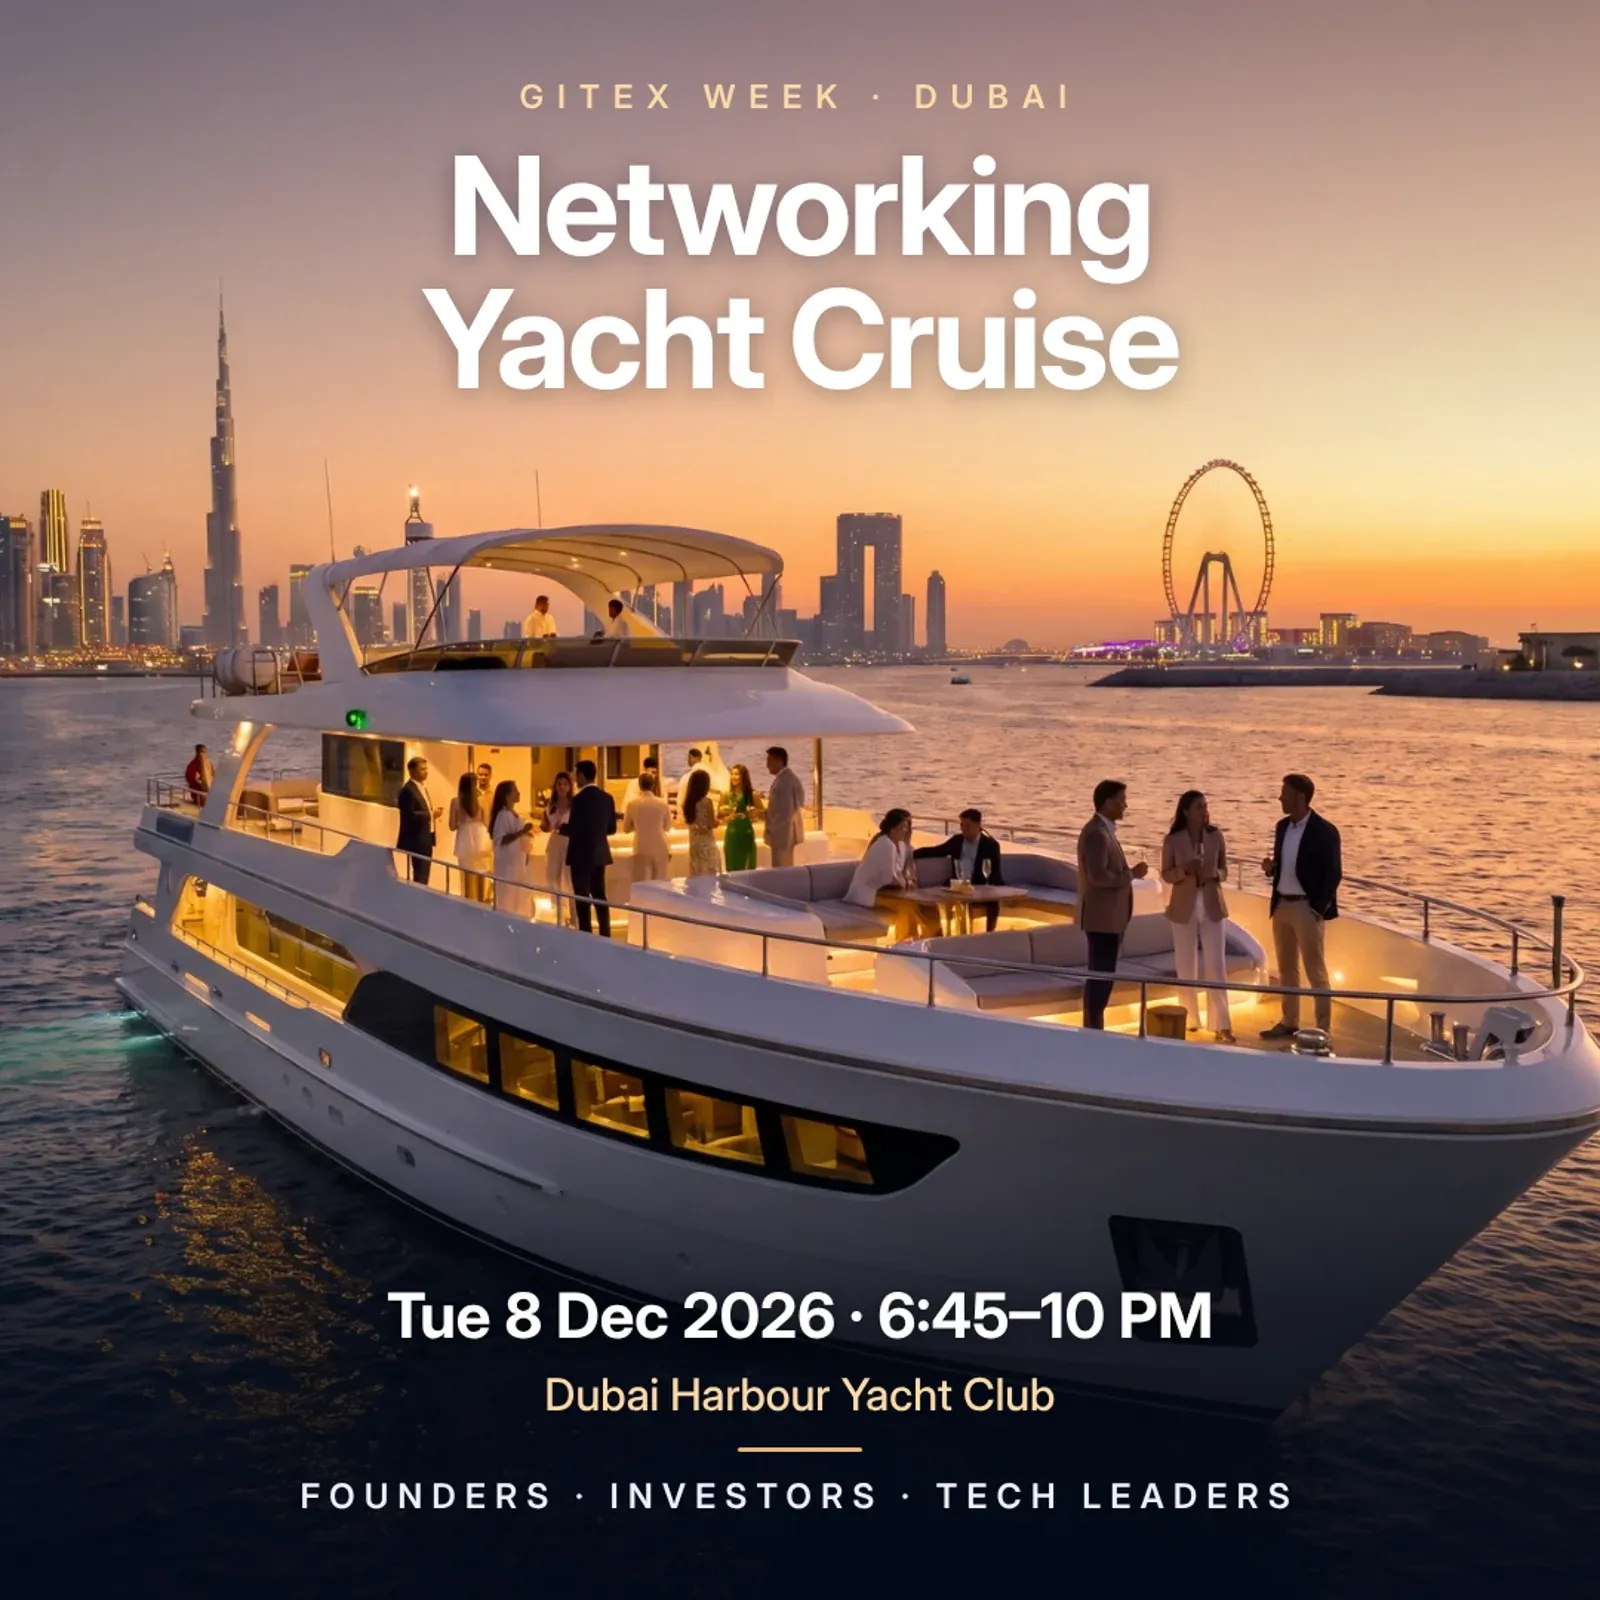 GITEX WEEK · DUBAI
Networking
Yacht Cruise
Tue 8 Dec 2026 · 6:45–10 PM
Dubai Harbour Yacht Club
FOUNDERS · INVESTORS · TECH LEADERS